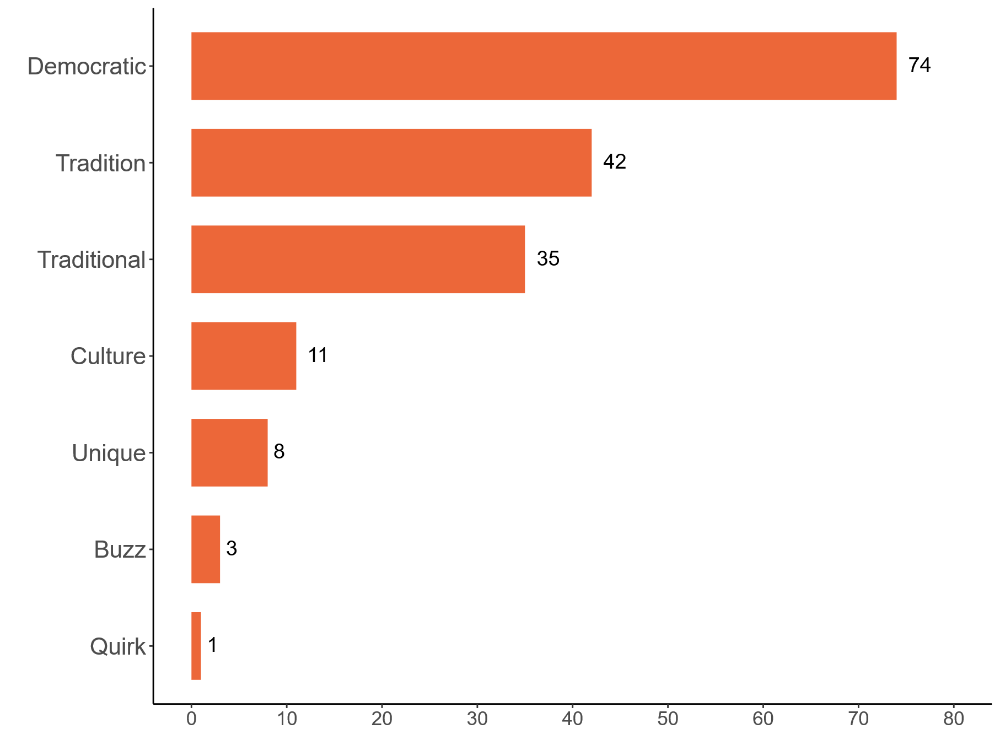 Democratic 74
Tradition 42
Traditional 35
Culture 11
Unique 8
Buzz 3
Quirk 1
0 10 20 30 40 50 60 70 80